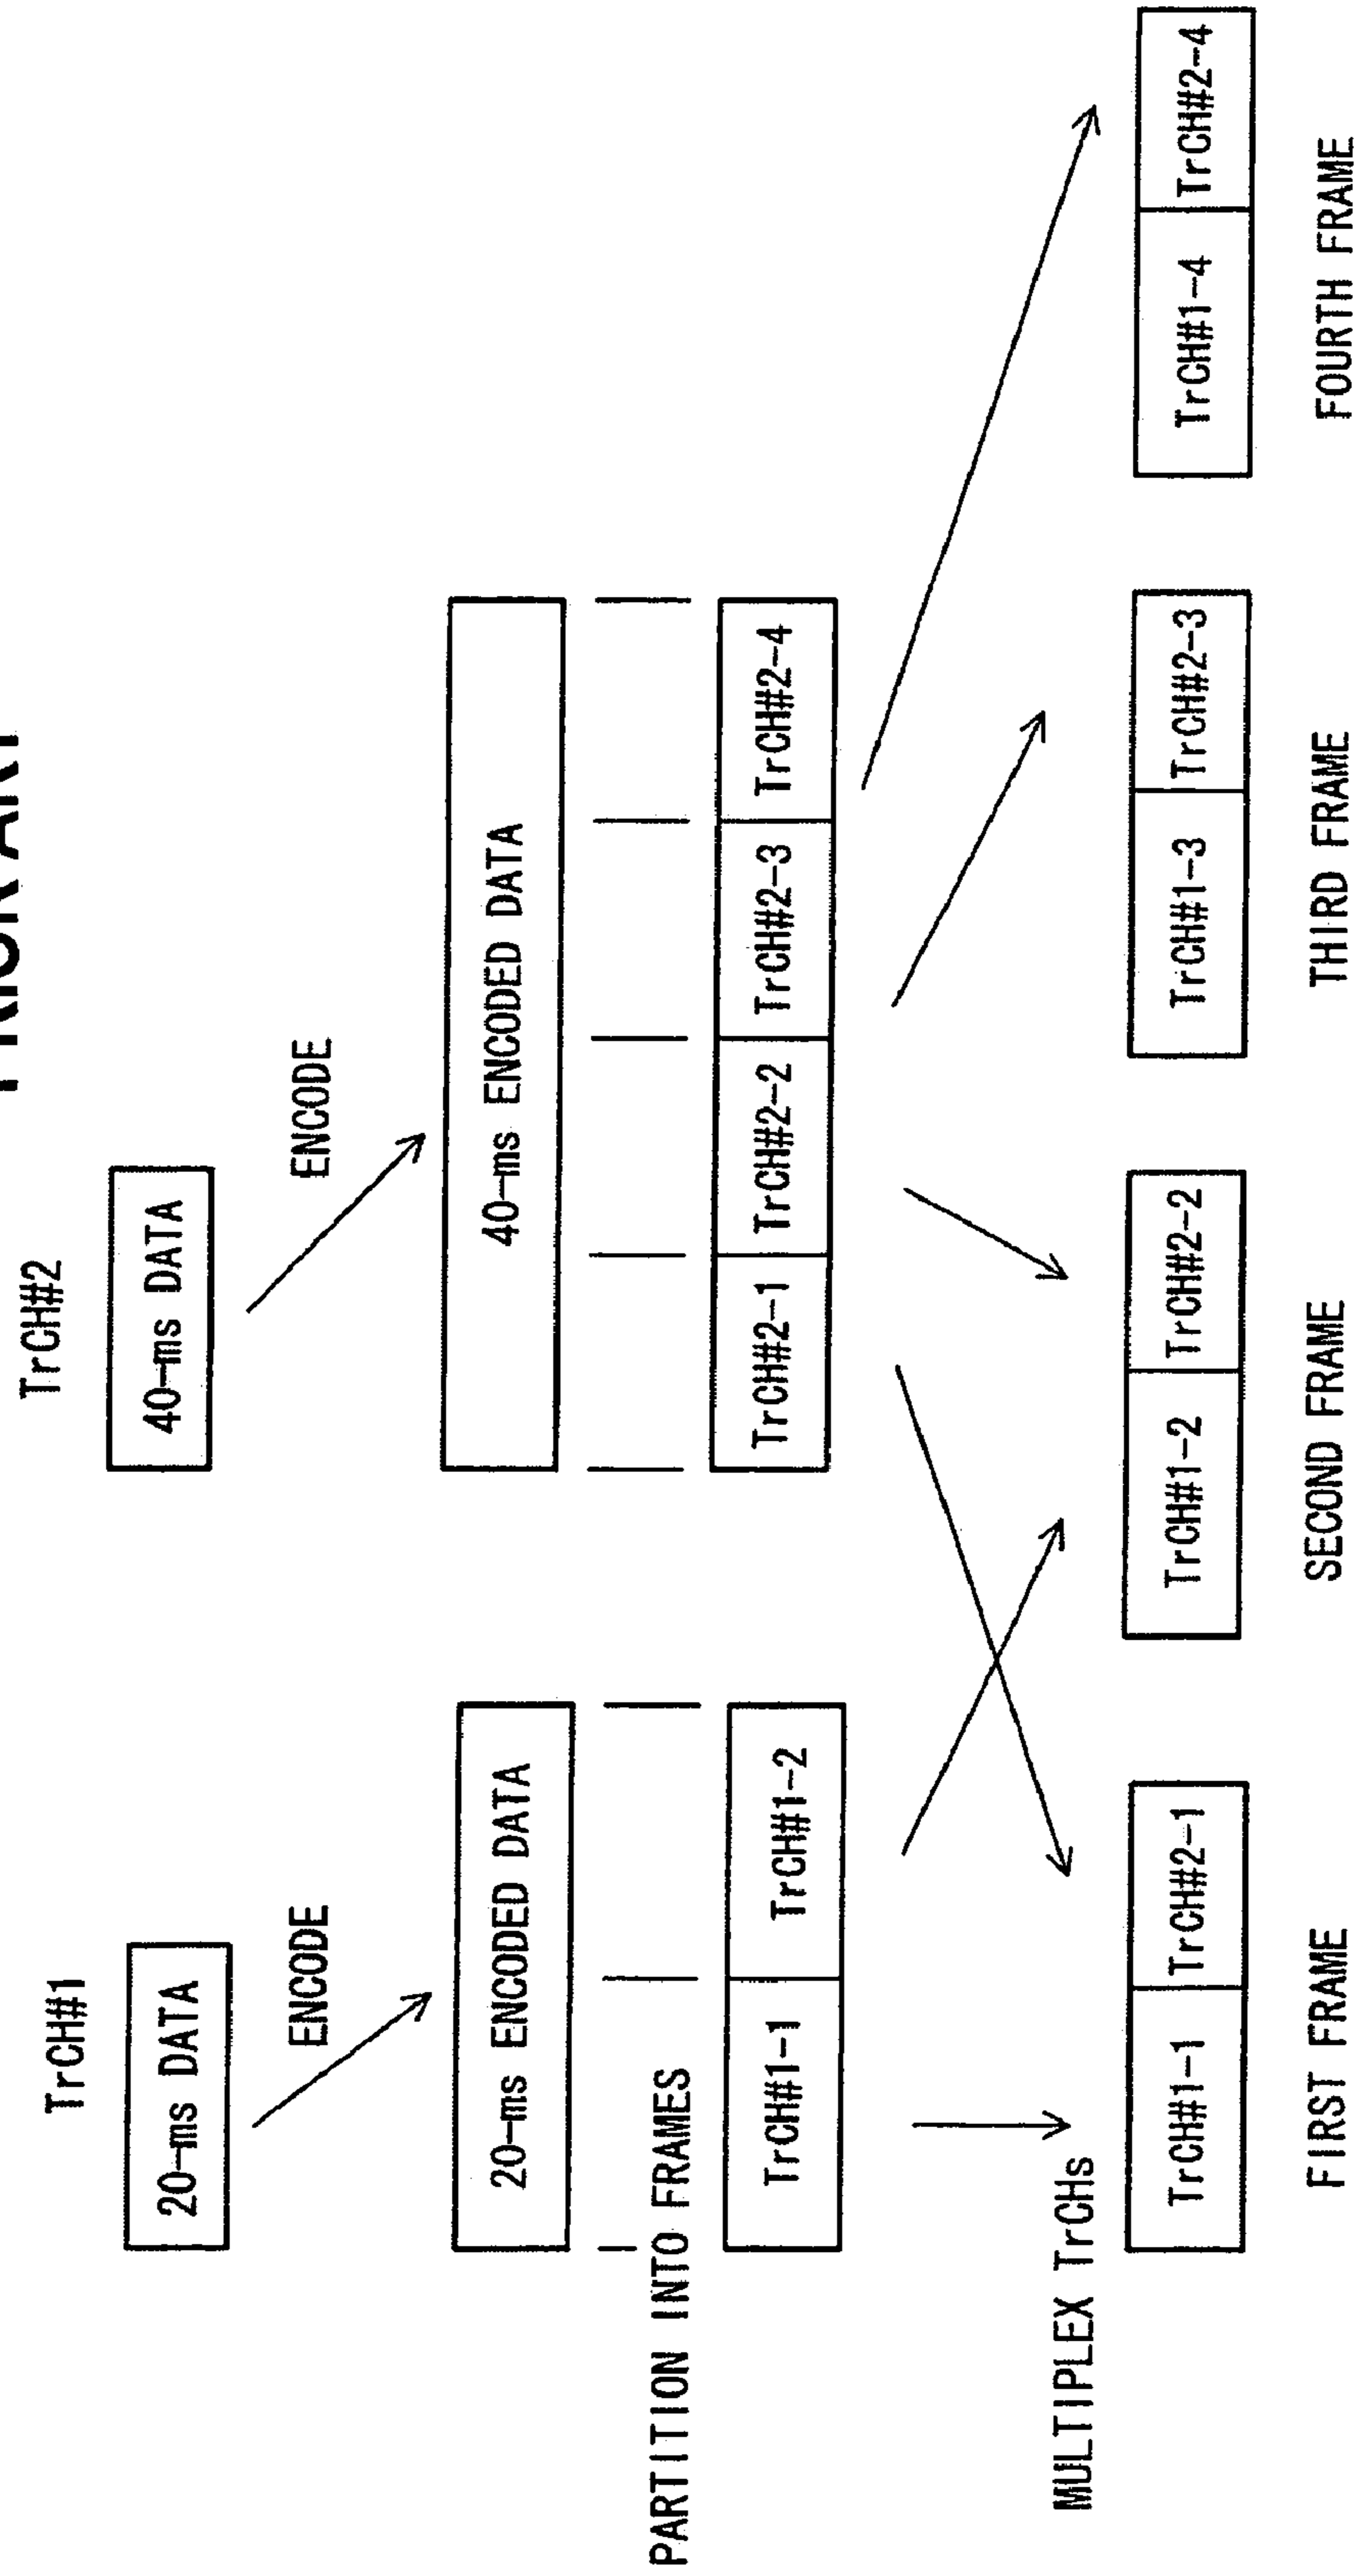 PRIOR ART
TrCH#1
TrCH#2
20-ms DATA
40-ms DATA
ENCODE
ENCODE
20-ms ENCODED DATA
40-ms ENCODED DATA
PARTITION INTO FRAMES
TrCH#1-1
TrCH#1-2
TrCH#2-1
TrCH#2-2
TrCH#2-3
TrCH#2-4
MULTIPLEX TrCHs
TrCH#1-1
TrCH#2-1
TrCH#1-2
TrCH#2-2
TrCH#1-3
TrCH#2-3
TrCH#1-4
TrCH#2-4
FIRST FRAME
SECOND FRAME
THIRD FRAME
FOURTH FRAME